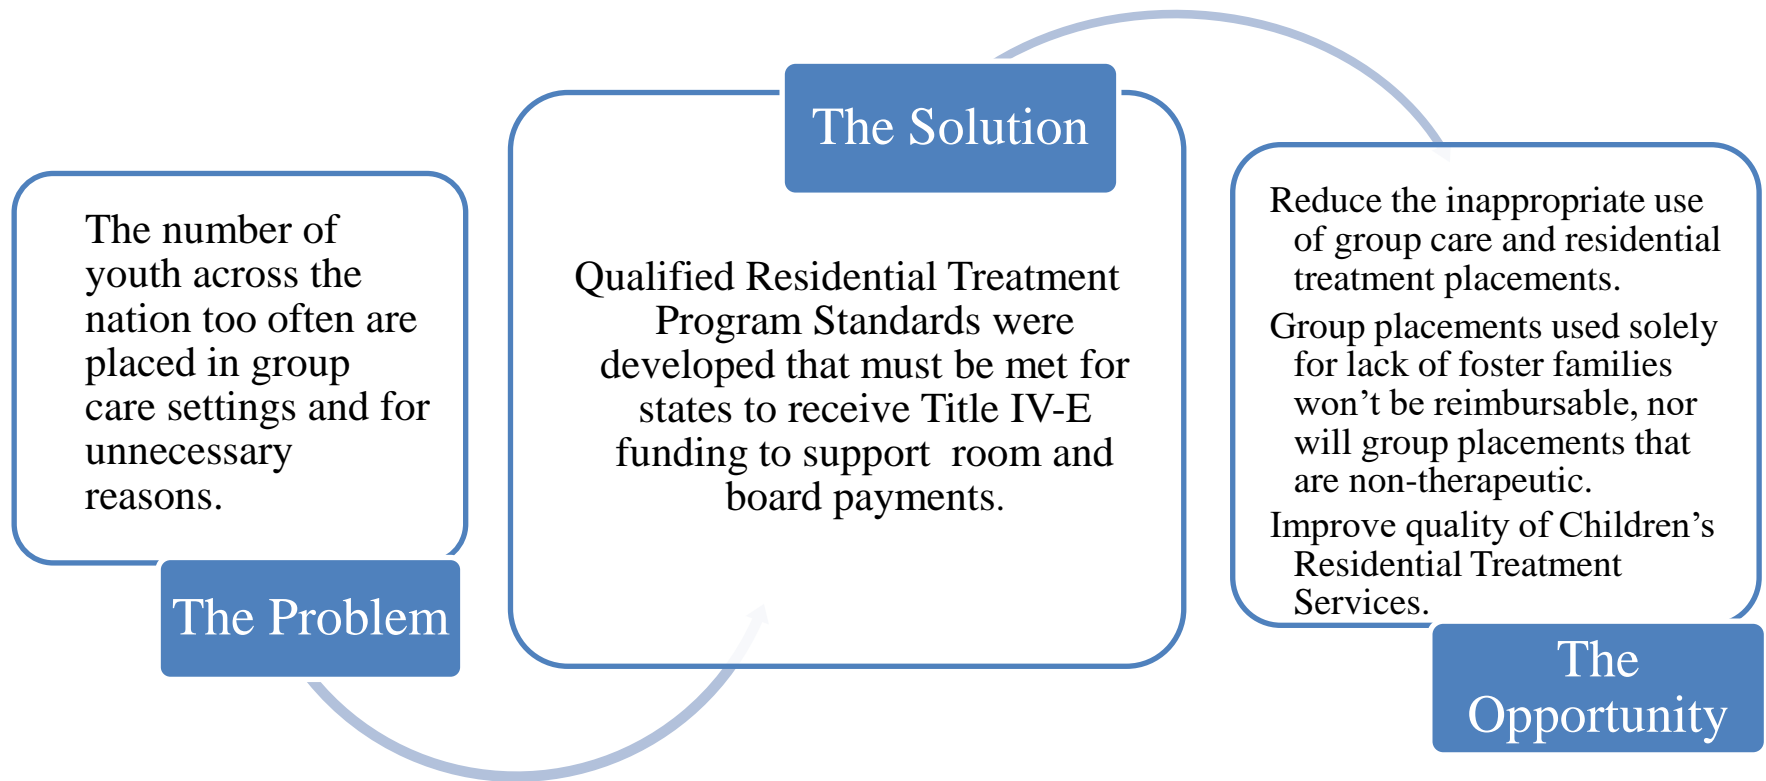 The number of
youth across the
nation too often are
placed in group
care settings and for
unnecessary
reasons.
The Problem
The Solution
Qualified Residential Treatment
Program Standards were
developed that must be met for
states to receive Title IV-E
funding to support  room and
board payments.
Reduce the inappropriate use
of group care and residential
treatment placements.
Group placements used solely
for lack of foster families
won’t be reimbursable, nor
will group placements that
are non-therapeutic.
Improve quality of Children’s
Residential Treatment
Services.
The
Opportunity